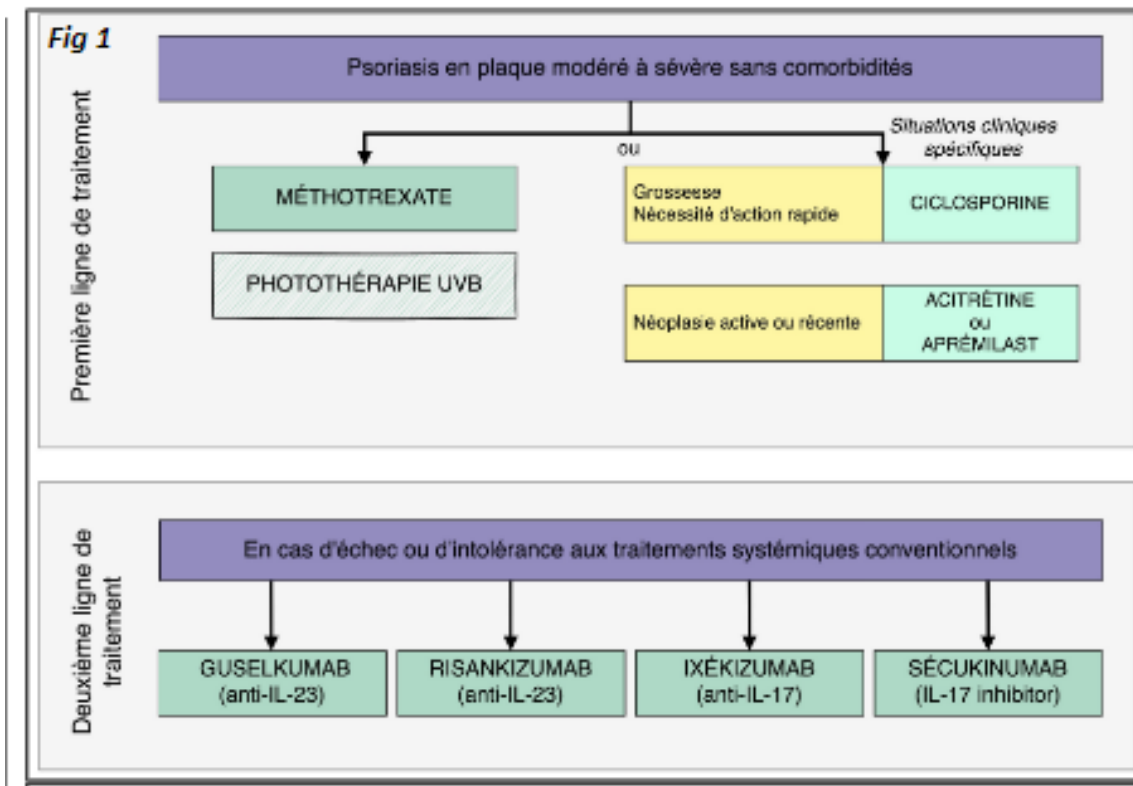 Fig 1
Première ligne de traitement
Psoriasis en plaque modéré à sévère sans comorbidités
ou
Situations cliniques
spécifiques
MÉTHOTREXATE
PHOTOTHÉRAPIE UVB
Grossesse
Nécessité d'action rapide
CICLOSPORINE
Néoplasie active ou récente
ACITRÉTINE
ou
APRÉMILAST
Deuxième ligne de
traitement
En cas d'échec ou d'intolérance aux traitements systémiques conventionnels
GUSELKUMAB
(anti-IL-23)
RISANKIZUMAB
(anti-IL-23)
IXÉKIZUMAB
(anti-IL-17)
SÉCUKINUMAB
(IL-17 inhibitor)